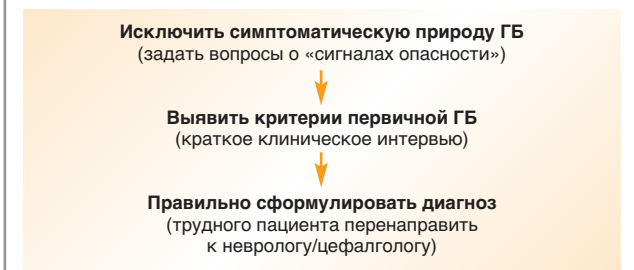 Исключить симптоматическую природу ГБ
(задать вопросы о «сигналах опасности»)
Выявить критерии первичной ГБ
(краткое клиническое интервью)
Правильно сформулировать диагноз
(трудного пациента перенаправить
к неврологу/цефалгологу)